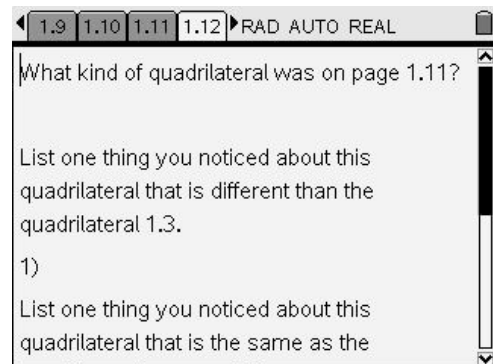 1.9 1.10 1.11 1.12 RAD AUTO REAL
What kind of quadrilateral was on page 1.11?
List one thing you noticed about this
quadrilateral that is different than the
quadrilateral 1.3.
1)
List one thing you noticed about this
quadrilateral that is the same as the